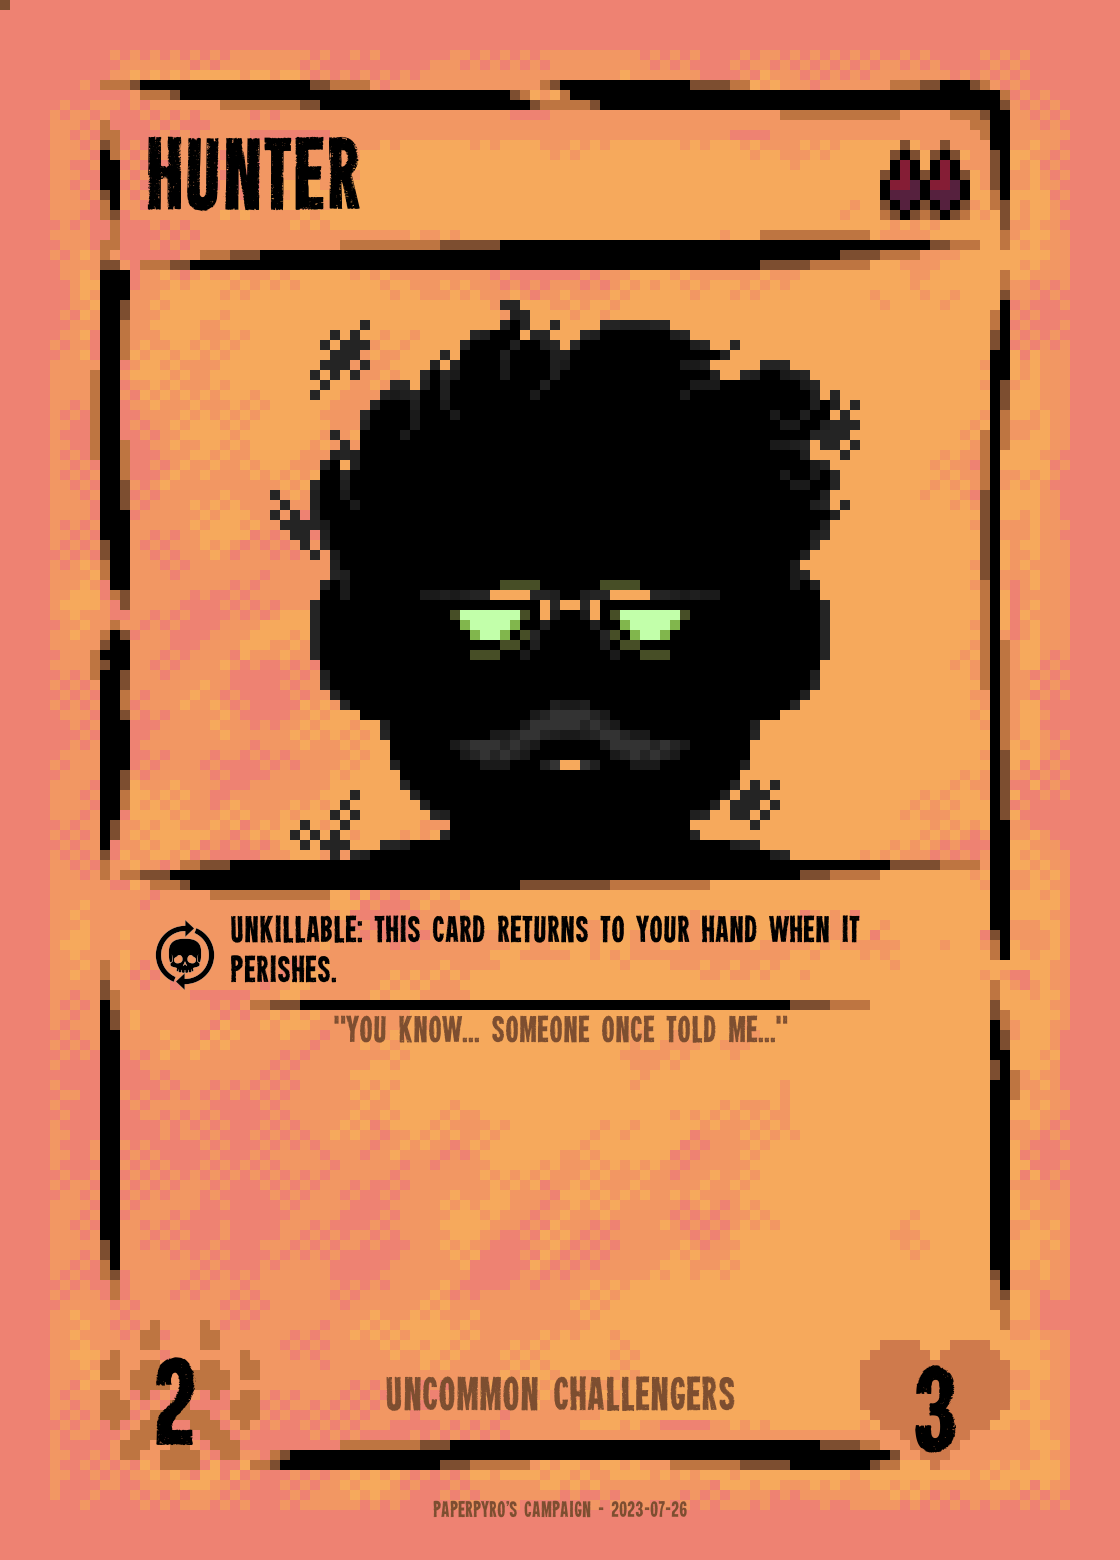 HUNTER
UNKILLABLE: THIS CARD RETURNS TO YOUR HAND WHEN IT
PERISHES.
"YOU KNOW... SOMEONE ONCE TOLD ME..."
2
UNCOMMON CHALLENGERS
3
PAPERPYRO'S CAMPAIGN - 2023-07-26